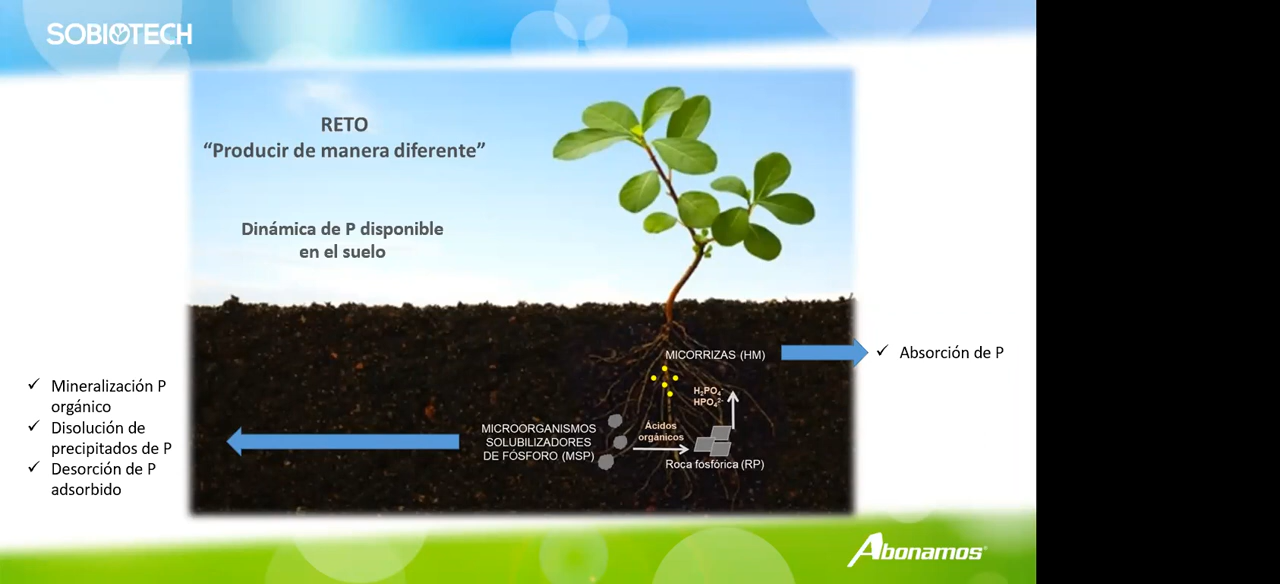 SOBIOTECH
RETO
“Producir de manera diferente”
Dinámica de P disponible
en el suelo
MICORRIZAS (HM)
✓ Absorción de P
H₂PO₄⁻
HPO₄²⁻
✓ Mineralización P
orgánico
✓ Disolución de
precipitados de P
✓ Desorción de P
adsorbido
MICROORGANISMOS
SOLUBILIZADORES
DE FÓSFORO (MSP)
Ácidos
orgánicos
Roca fosfórica (RP)
Abonamos®